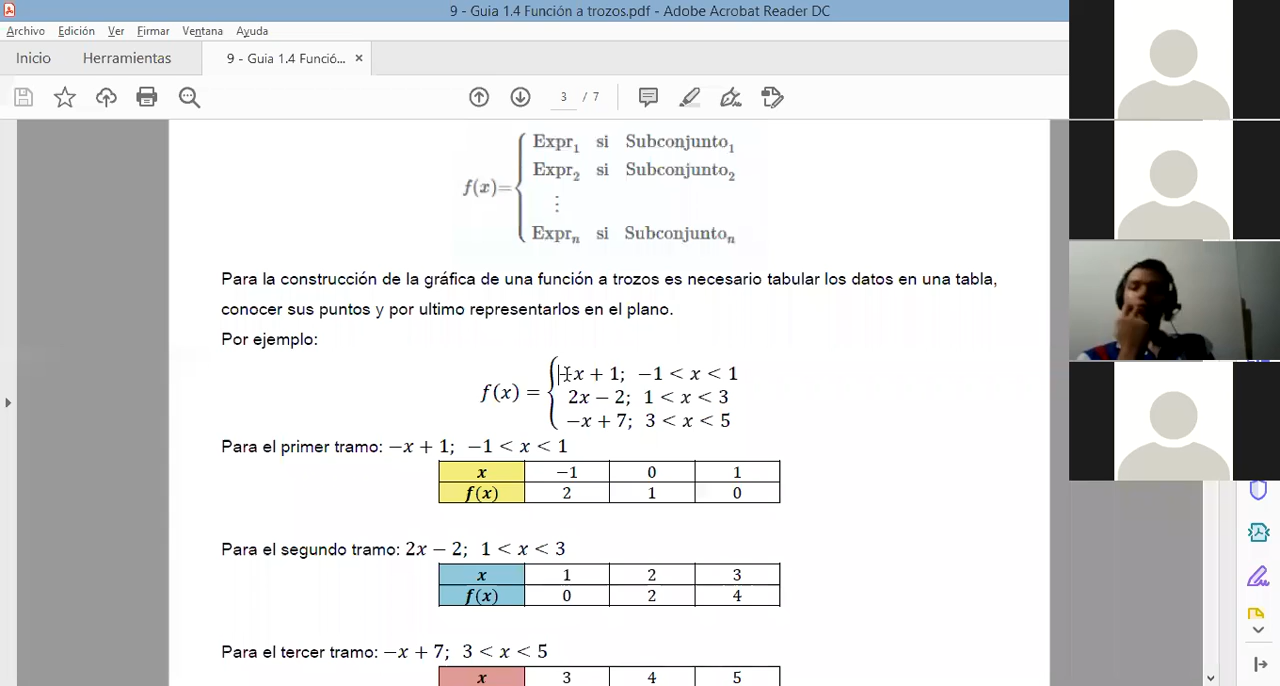 9 - Guia 1.4 Función a trozos.pdf - Adobe Acrobat Reader DC
Archivo Edición Ver Firmar Ventana Ayuda
Inicio Herramientas 9 - Guia 1.4 Funció... ×
3 / 7
f(x)= { Expr₁ si Subconjunto₁
Expr₂ si Subconjunto₂
⋮
Exprₙ si Subconjuntoₙ
Para la construcción de la gráfica de una función a trozos es necesario tabular los datos en una tabla,
conocer sus puntos y por ultimo representarlos en el plano.
Por ejemplo:
f(x) = { −x + 1; −1 < x < 1
2x − 2; 1 < x < 3
−x + 7; 3 < x < 5
Para el primer tramo: −x + 1; −1 < x < 1
x −1 0 1
f(x) 2 1 0
Para el segundo tramo: 2x − 2; 1 < x < 3
x 1 2 3
f(x) 0 2 4
Para el tercer tramo: −x + 7; 3 < x < 5
x 3 4 5